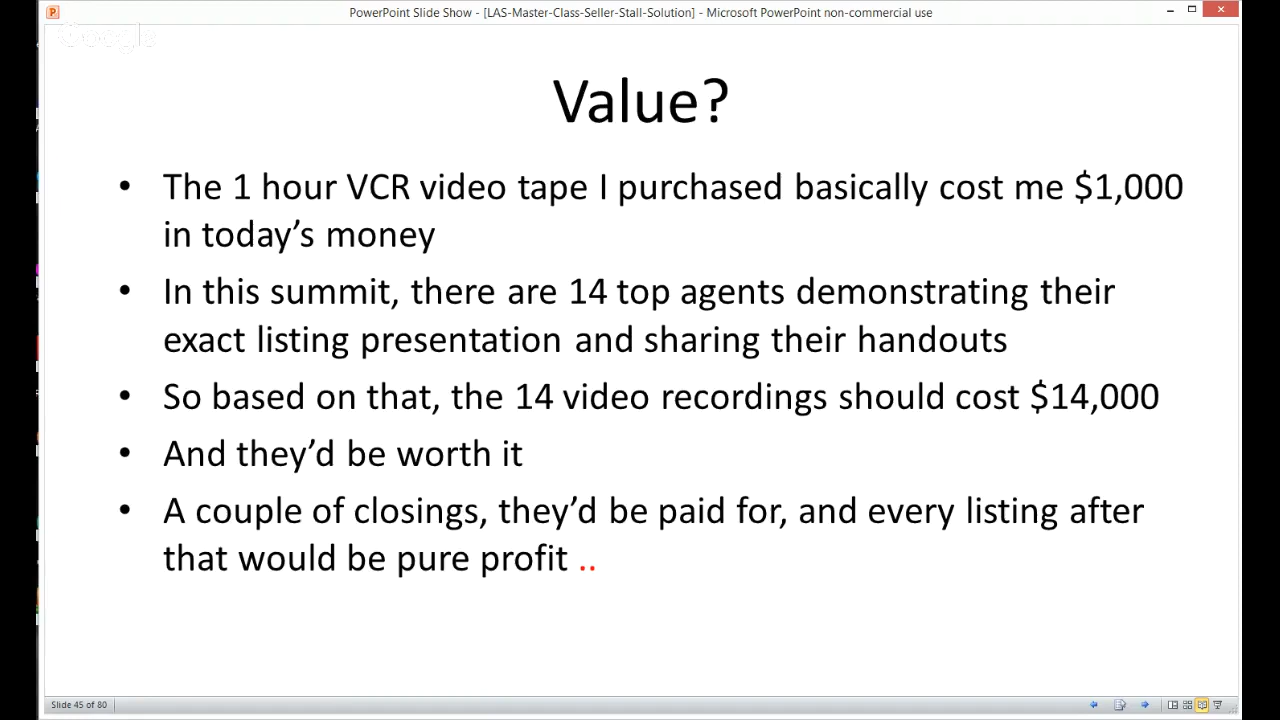 PowerPoint Slide Show - [LAS-Master-Class-Seller-Stall-Solution] - Microsoft PowerPoint non-commercial use
Google
Value?
• The 1 hour VCR video tape I purchased basically cost me $1,000
in today's money
• In this summit, there are 14 top agents demonstrating their
exact listing presentation and sharing their handouts
• So based on that, the 14 video recordings should cost $14,000
• And they'd be worth it
• A couple of closings, they'd be paid for, and every listing after
that would be pure profit ..
Slide 45 of 80